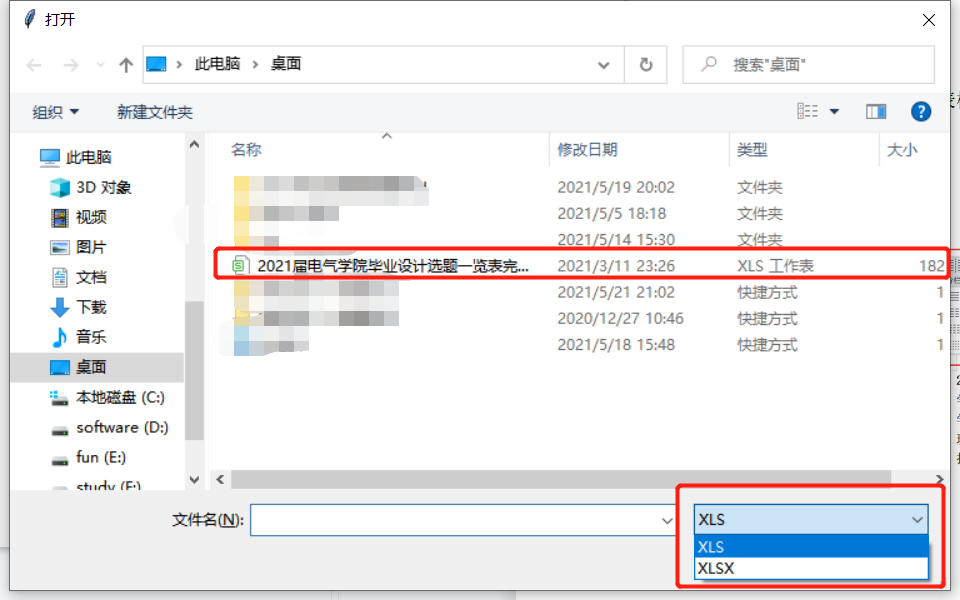 打开
此电脑 › 桌面
搜索"桌面"
组织 新建文件夹
名称 修改日期 类型 大小
2021/5/19 20:02 文件夹
2021/5/5 18:18 文件夹
2021/5/14 15:30 文件夹
2021届电气学院毕业设计选题一览表完... 2021/3/11 23:26 XLS 工作表 182
2021/5/21 21:02 快捷方式 1
2020/12/27 10:46 快捷方式 1
2021/5/18 15:48 快捷方式 1
此电脑
3D 对象
视频
图片
文档
下载
音乐
桌面
本地磁盘 (C:)
software (D:)
fun (E:)
study (F:)
文件名(N):
XLS
XLS
XLSX